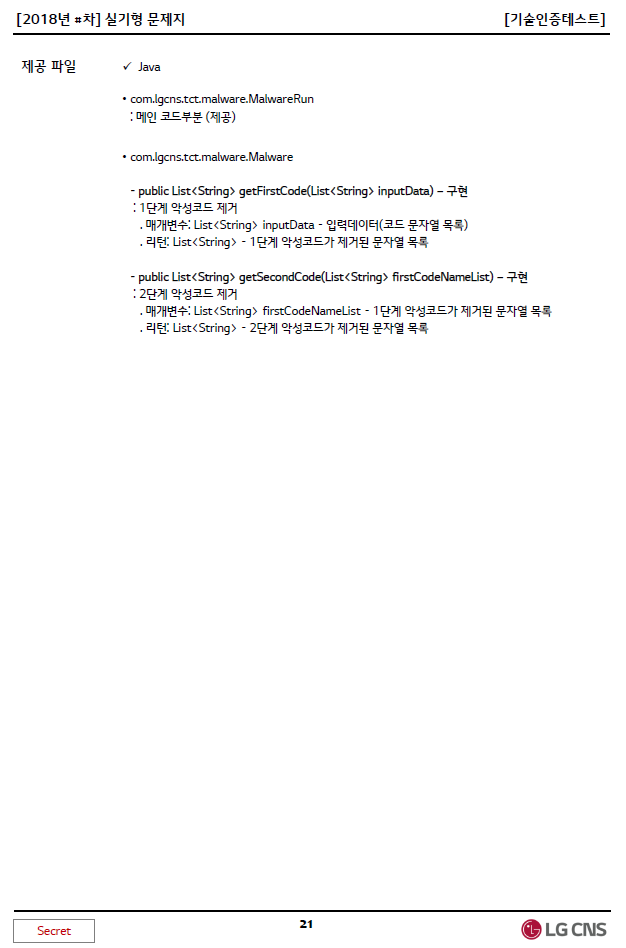 [2018년 #차] 실기형 문제지
[기술인증테스트]
제공 파일
✓ Java
• com.lgcns.tct.malware.MalwareRun
: 메인 코드부분 (제공)
• com.lgcns.tct.malware.Malware
- public List<String> getFirstCode(List<String> inputData) – 구현
: 1단계 악성코드 제거
. 매개변수: List<String> inputData - 입력데이터(코드 문자열 목록)
. 리턴: List<String> - 1단계 악성코드가 제거된 문자열 목록
- public List<String> getSecondCode(List<String> firstCodeNameList) – 구현
: 2단계 악성코드 제거
. 매개변수: List<String> firstCodeNameList - 1단계 악성코드가 제거된 문자열 목록
. 리턴: List<String> - 2단계 악성코드가 제거된 문자열 목록
Secret
21
LG CNS